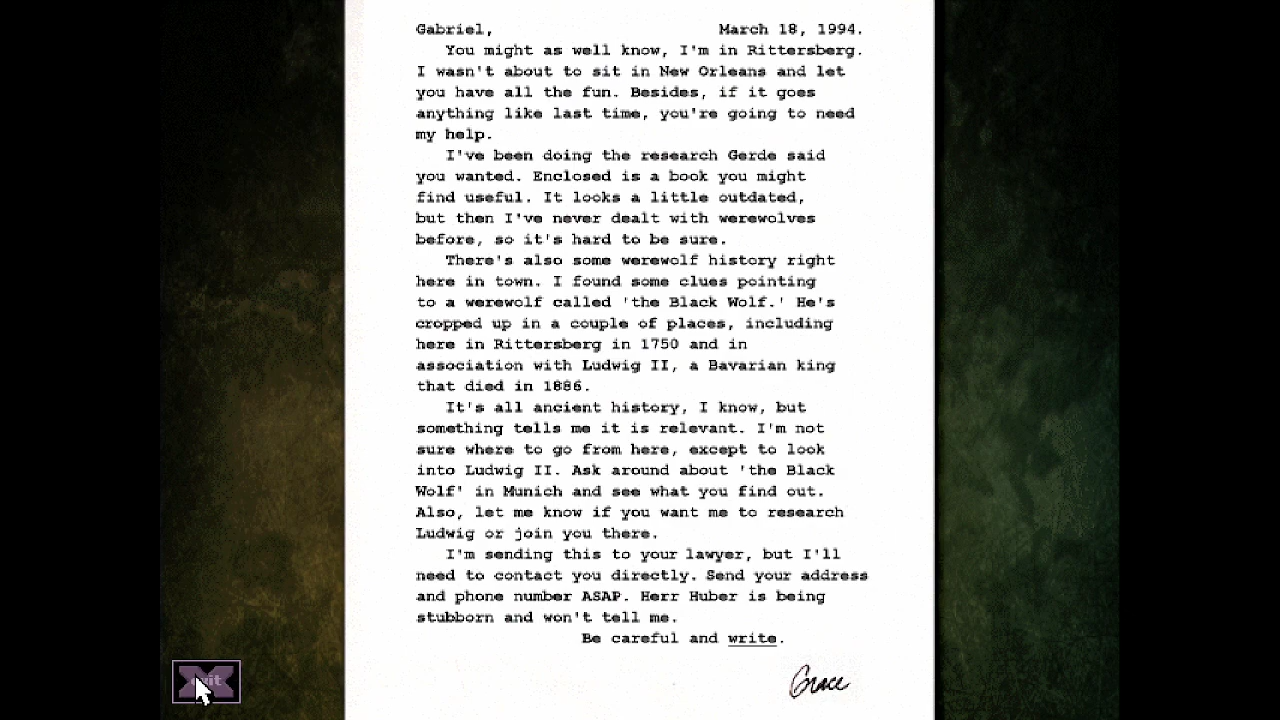 Gabriel, March 18, 1994.
You might as well know, I'm in Rittersberg.
I wasn't about to sit in New Orleans and let
you have all the fun. Besides, if it goes
anything like last time, you're going to need
my help.
I've been doing the research Gerde said
you wanted. Enclosed is a book you might
find useful. It looks a little outdated,
but then I've never dealt with werewolves
before, so it's hard to be sure.
There's also some werewolf history right
here in town. I found some clues pointing
to a werewolf called 'the Black Wolf.' He's
cropped up in a couple of places, including
here in Rittersberg in 1750 and in
association with Ludwig II, a Bavarian king
that died in 1886.
It's all ancient history, I know, but
something tells me it is relevant. I'm not
sure where to go from here, except to look
into Ludwig II. Ask around about 'the Black
Wolf' in Munich and see what you find out.
Also, let me know if you want me to research
Ludwig or join you there.
I'm sending this to your lawyer, but I'll
need to contact you directly. Send your address
and phone number ASAP. Herr Huber is being
stubborn and won't tell me.
Be careful and write.
Grace